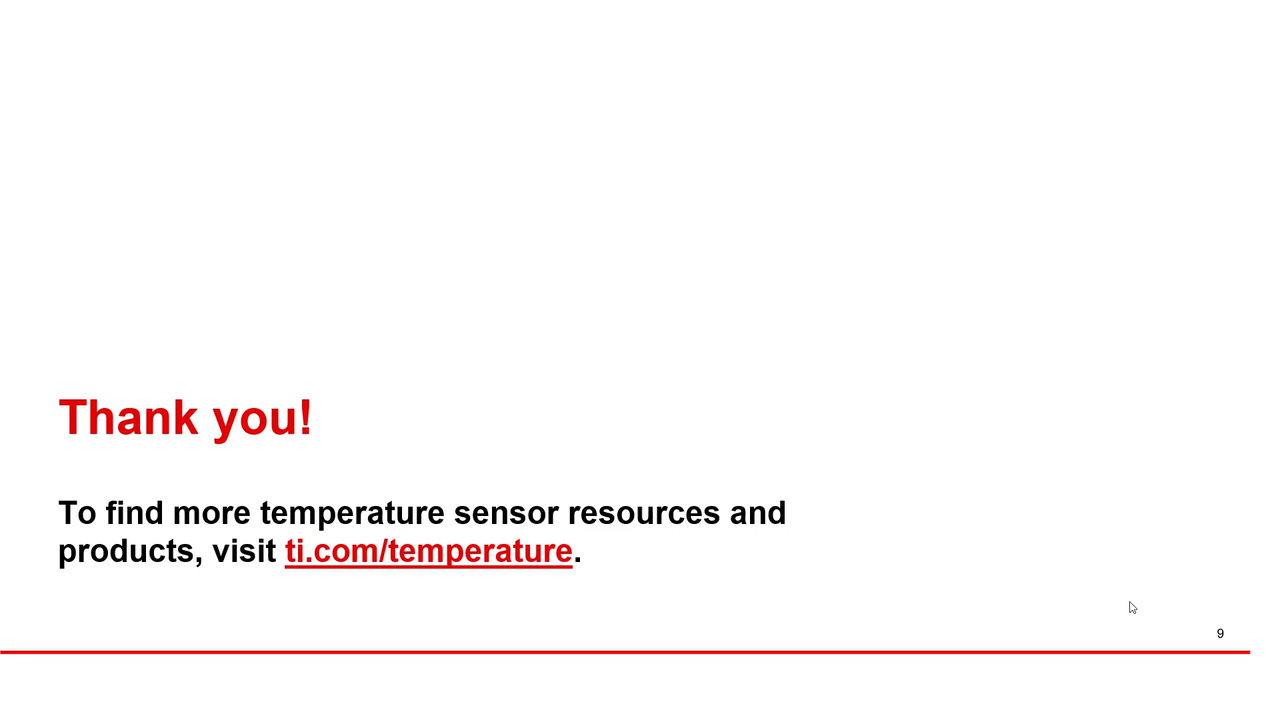 Thank you!
To find more temperature sensor resources and
products, visit ti.com/temperature.
9